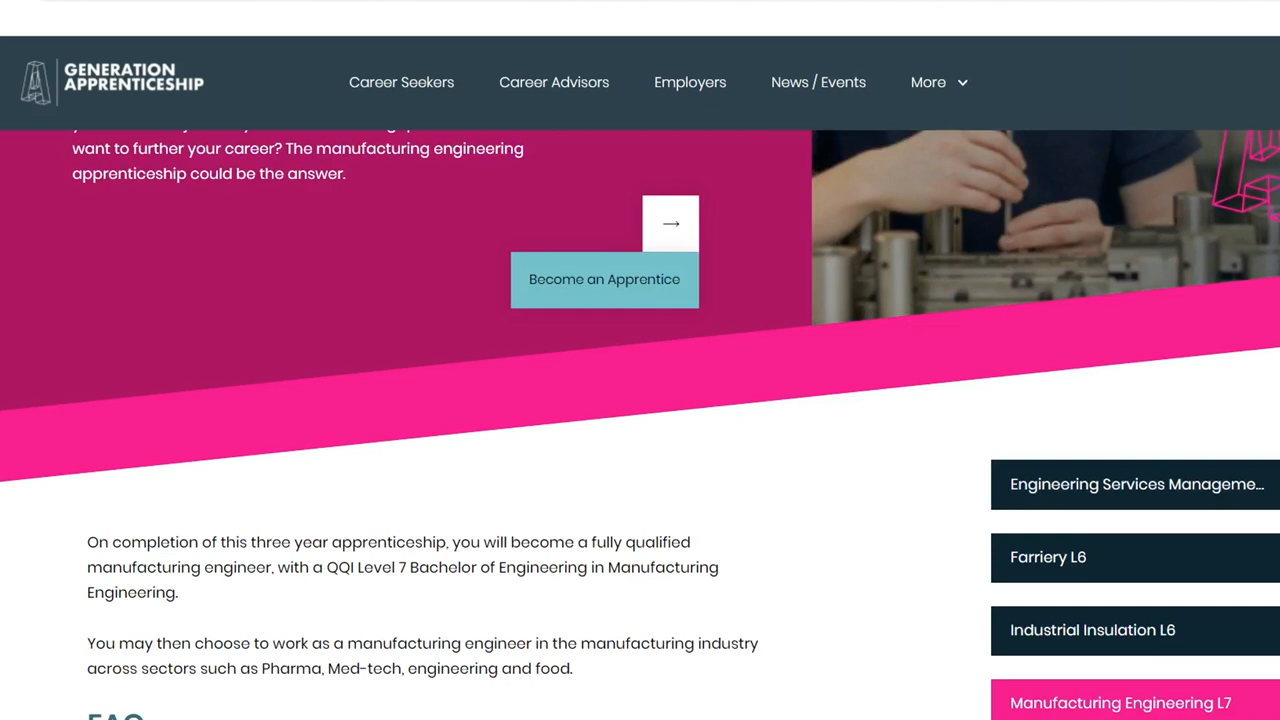 GENERATION
APPRENTICESHIP
Career Seekers
Career Advisors
Employers
News / Events
More
want to further your career? The manufacturing engineering
apprenticeship could be the answer.
→
Become an Apprentice
On completion of this three year apprenticeship, you will become a fully qualified
manufacturing engineer, with a QQI Level 7 Bachelor of Engineering in Manufacturing
Engineering.
You may then choose to work as a manufacturing engineer in the manufacturing industry
across sectors such as Pharma, Med-tech, engineering and food.
Engineering Services Manageme...
Farriery L6
Industrial Insulation L6
Manufacturing Engineering L7